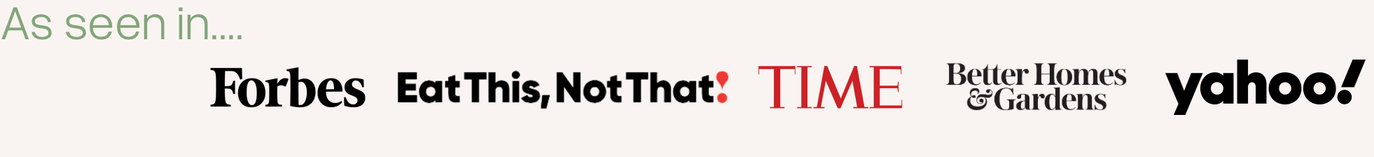 As seen in....
Forbes Eat This, Not That! TIME Better Homes
& Gardens yahoo!